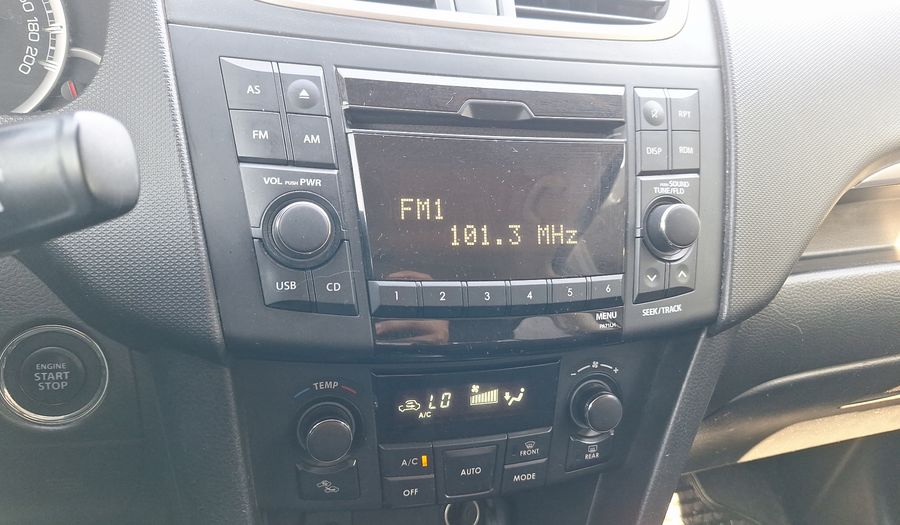 180 200
AS
FM AM
VOL PUSH PWR
USB CD
FM1
101.3 MHz
1 2 3 4 5 6
MENU
RPT
DISP RDM
PUSH SOUND
TUNE/FLD
SEEK/TRACK
ENGINE
START
STOP
TEMP
LO
A/C
- +
A/C
OFF
AUTO
FRONT
MODE
REAR